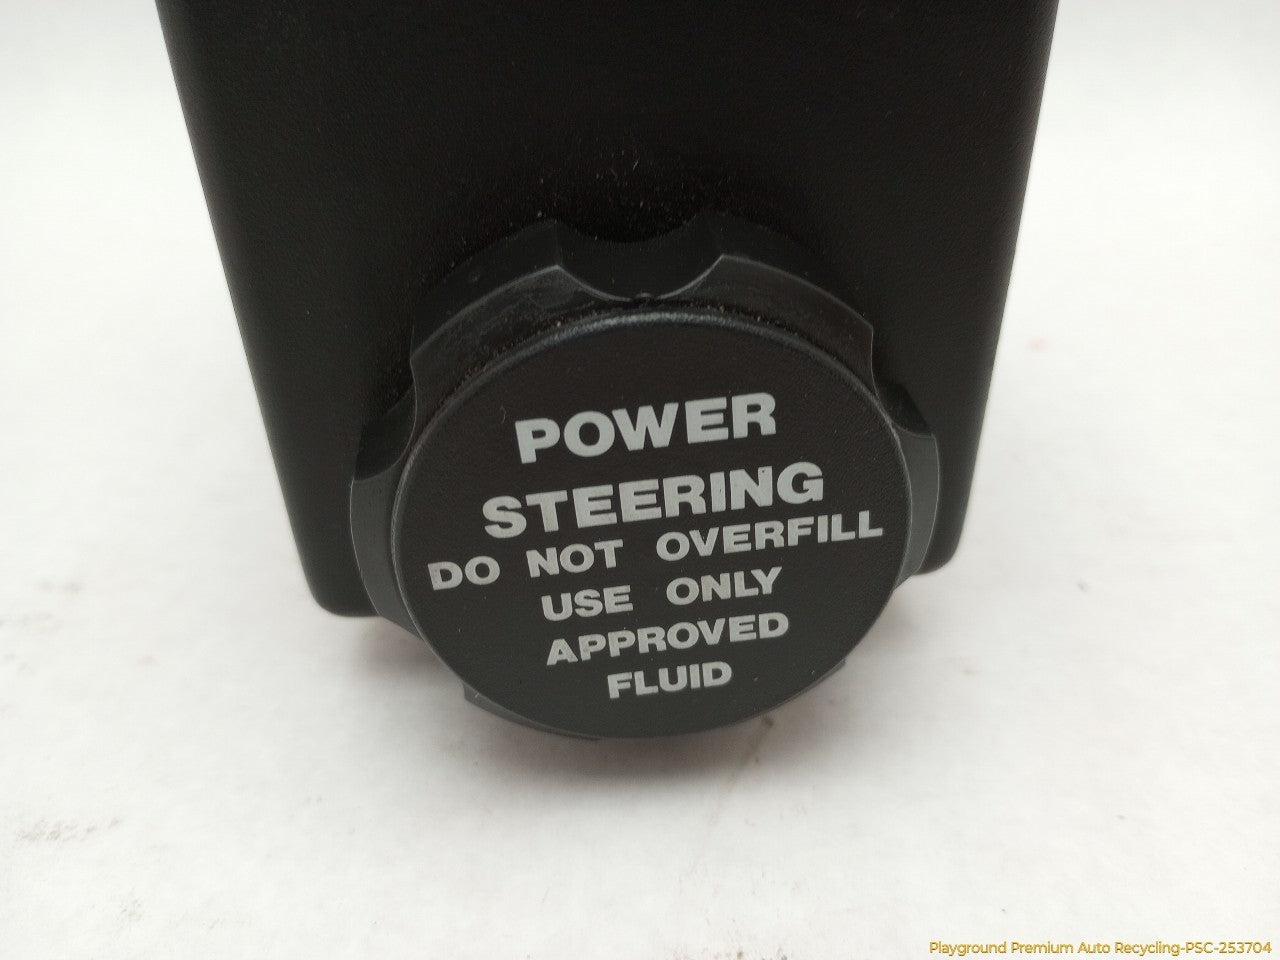 POWER
STEERING
DO NOT OVERFILL
USE ONLY
APPROVED
FLUID
Playground Premium Auto Recycling-PSC-253704